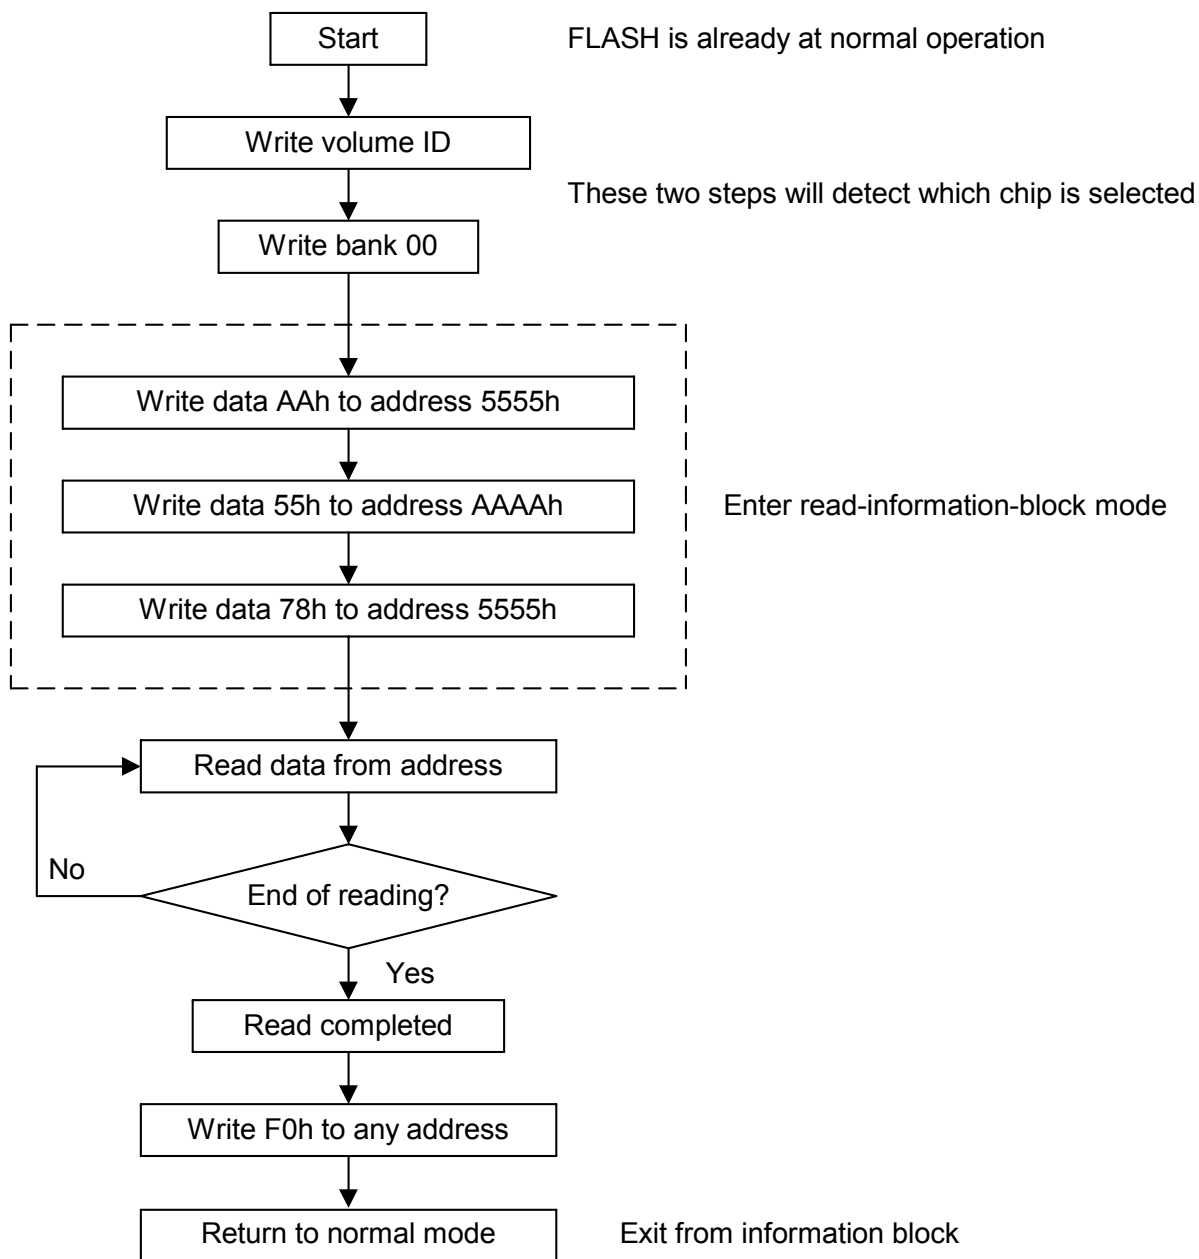 Start
FLASH is already at normal operation
Write volume ID
These two steps will detect which chip is selected
Write bank 00
Write data AAh to address 5555h
Write data 55h to address AAAAh
Enter read-information-block mode
Write data 78h to address 5555h
Read data from address
No
End of reading?
Yes
Read completed
Write F0h to any address
Return to normal mode
Exit from information block